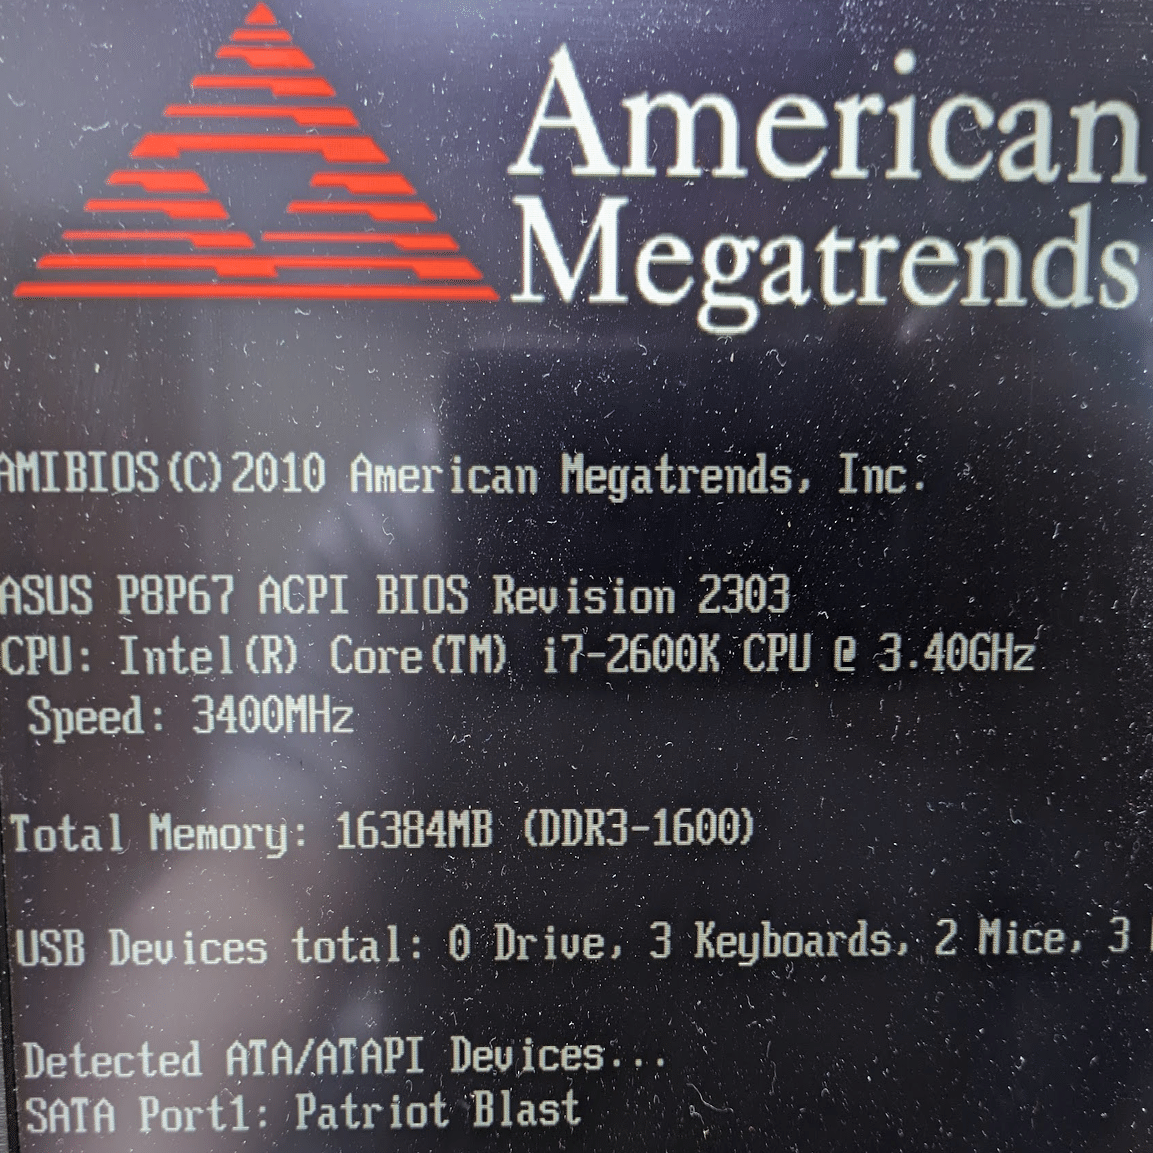 American
Megatrends
AMIBIOS(C)2010 American Megatrends, Inc.
ASUS P8P67 ACPI BIOS Revision 2303
CPU: Intel(R) Core(TM) i7-2600K CPU @ 3.40GHz
Speed: 3400MHz
Total Memory: 16384MB (DDR3-1600)
USB Devices total: 0 Drive, 3 Keyboards, 2 Mice, 3
Detected ATA/ATAPI Devices...
SATA Port1: Patriot Blast